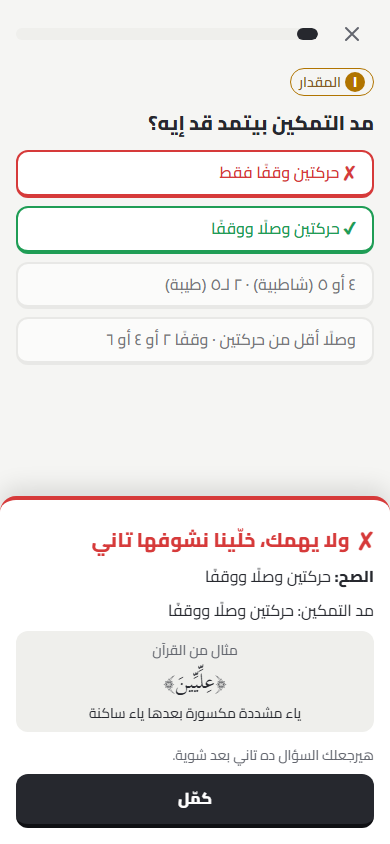 ١ المقدار
مد التمكين بيتمد قد إيه؟
✗ حركتين وقفًا فقط
✓ حركتين وصلًا ووقفًا
٤ أو ٥ (شاطبية) · ٢ لـ٥ (طيبة)
وصلًا أقل من حركتين · وقفًا ٢ أو ٤ أو ٦
✗ ولا يهمك، خلّينا نشوفها تاني
الصح: حركتين وصلًا ووقفًا
مد التمكين: حركتين وصلًا ووقفًا
مثال من القرآن
﴿عِلِّيِّينَ﴾
ياء مشددة مكسورة بعدها ياء ساكنة
هيرجعلك السؤال ده تاني بعد شوية.
كمّل